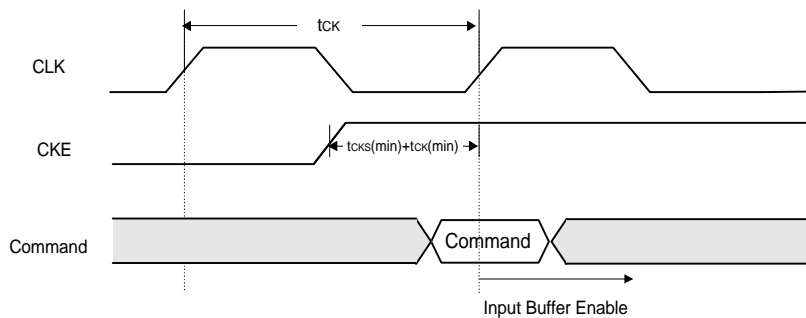 tCK
CLK
CKE
tCKS(min)+tCK(min)
Command
Command
Input Buffer Enable